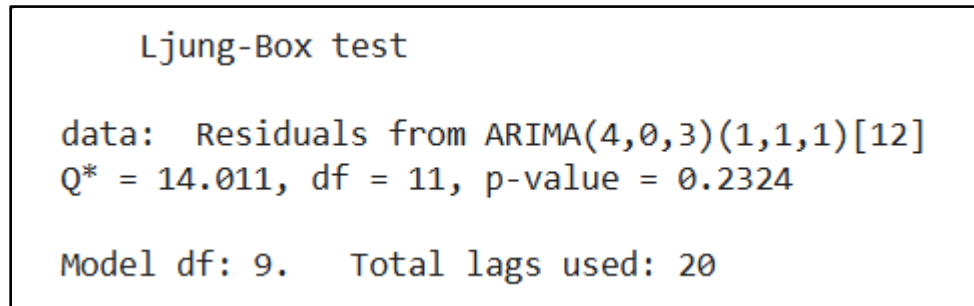 Ljung-Box test
data:  Residuals from ARIMA(4,0,3)(1,1,1)[12]
Q* = 14.011, df = 11, p-value = 0.2324
Model df: 9.   Total lags used: 20